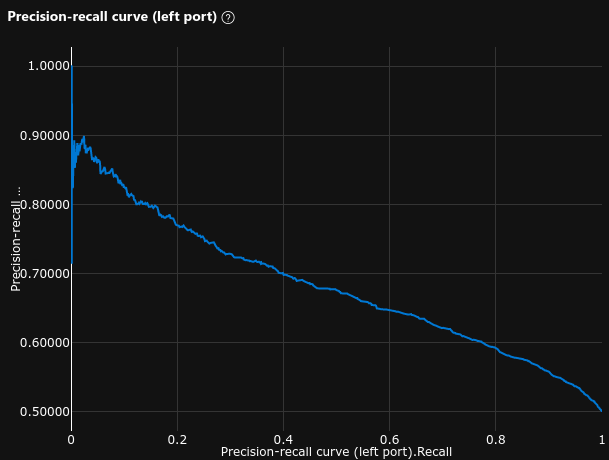 Precision-recall curve (left port) ?
1.0000
0.90000
0.80000
Precision-recall ...
0.70000
0.60000
0.50000
0 0.2 0.4 0.6 0.8 1
Precision-recall curve (left port).Recall